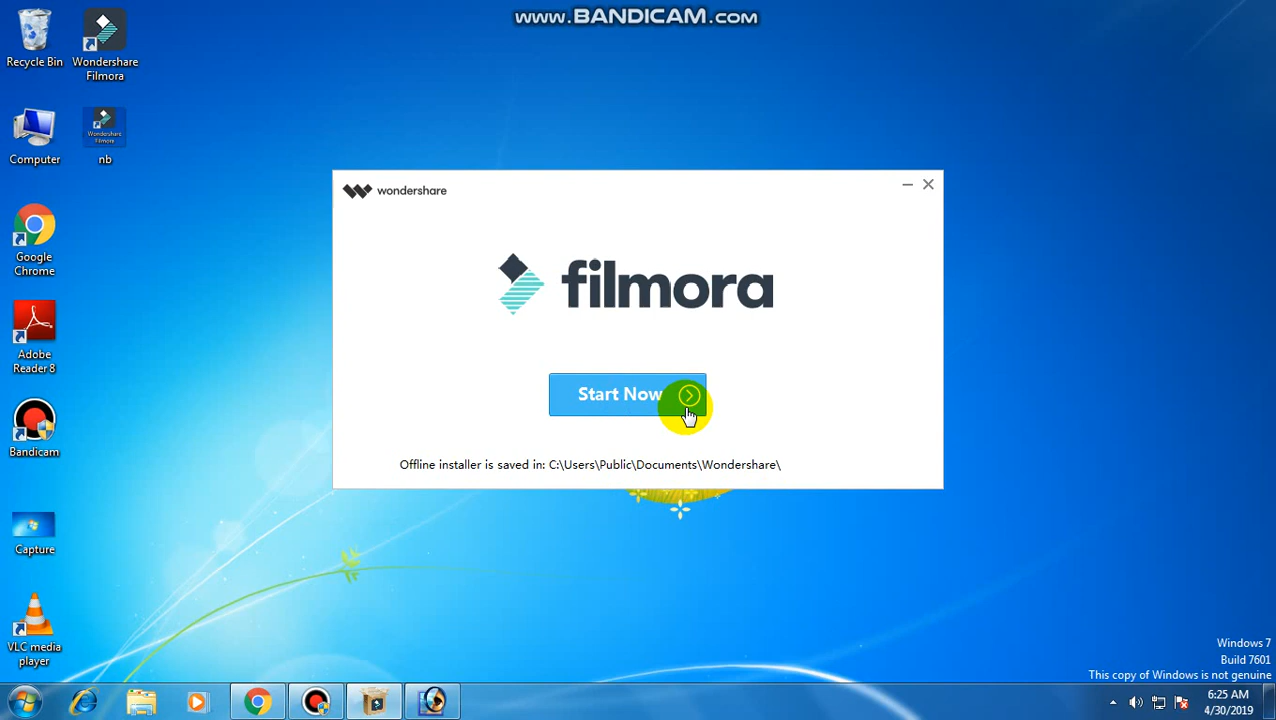 www.BANDICAM.com
Recycle Bin
Wondershare
Filmora
Computer
Wondershare
Filmora
nb
Google
Chrome
Adobe
Reader 8
Bandicam
Capture
VLC media
player
wondershare
filmora
Start Now
Offline installer is saved in: C:\Users\Public\Documents\Wondershare\
Windows 7
Build 7601
This copy of Windows is not genuine
6:25 AM
4/30/2019